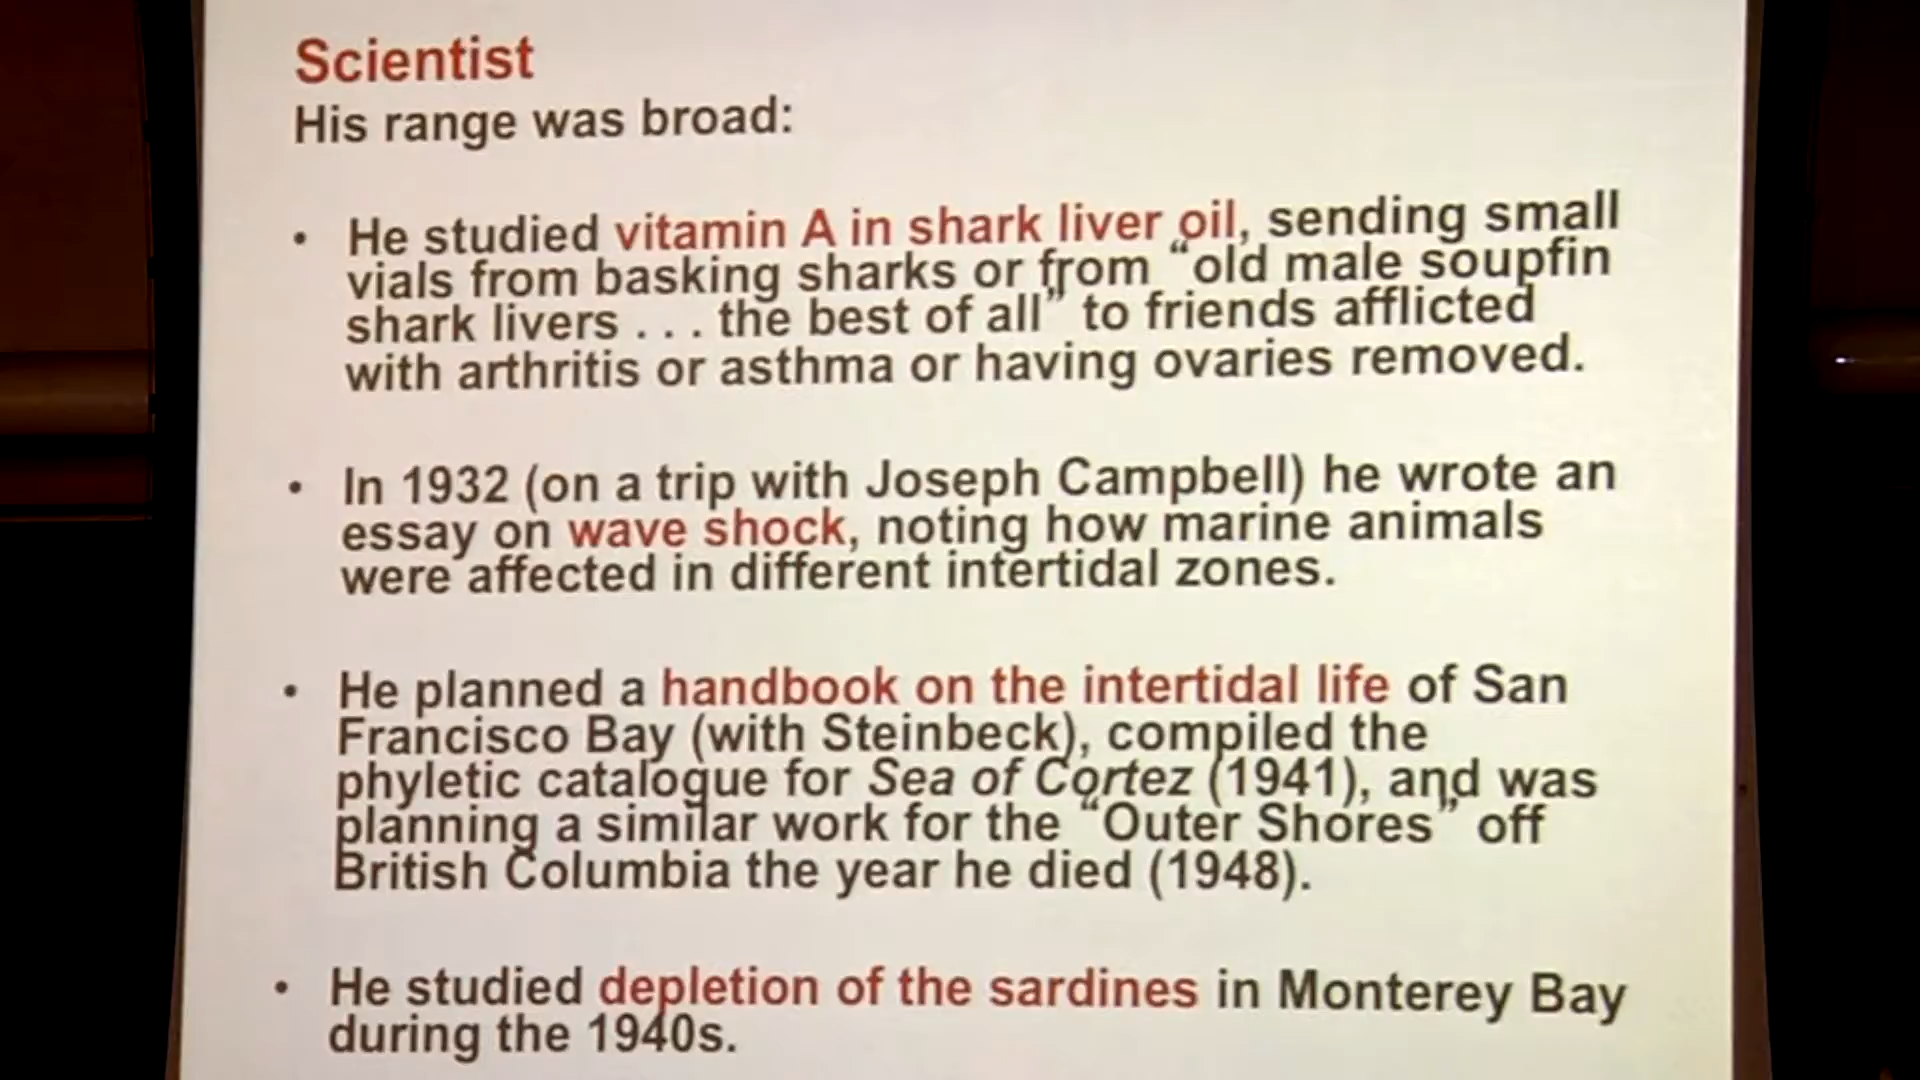 Scientist
His range was broad:
• He studied vitamin A in shark liver oil, sending small
vials from basking sharks or from “old male soupfin
shark livers . . . the best of all” to friends afflicted
with arthritis or asthma or having ovaries removed.
• In 1932 (on a trip with Joseph Campbell) he wrote an
essay on wave shock, noting how marine animals
were affected in different intertidal zones.
• He planned a handbook on the intertidal life of San
Francisco Bay (with Steinbeck), compiled the
phyletic catalogue for Sea of Cortez (1941), and was
planning a similar work for the “Outer Shores” off
British Columbia the year he died (1948).
• He studied depletion of the sardines in Monterey Bay
during the 1940s.